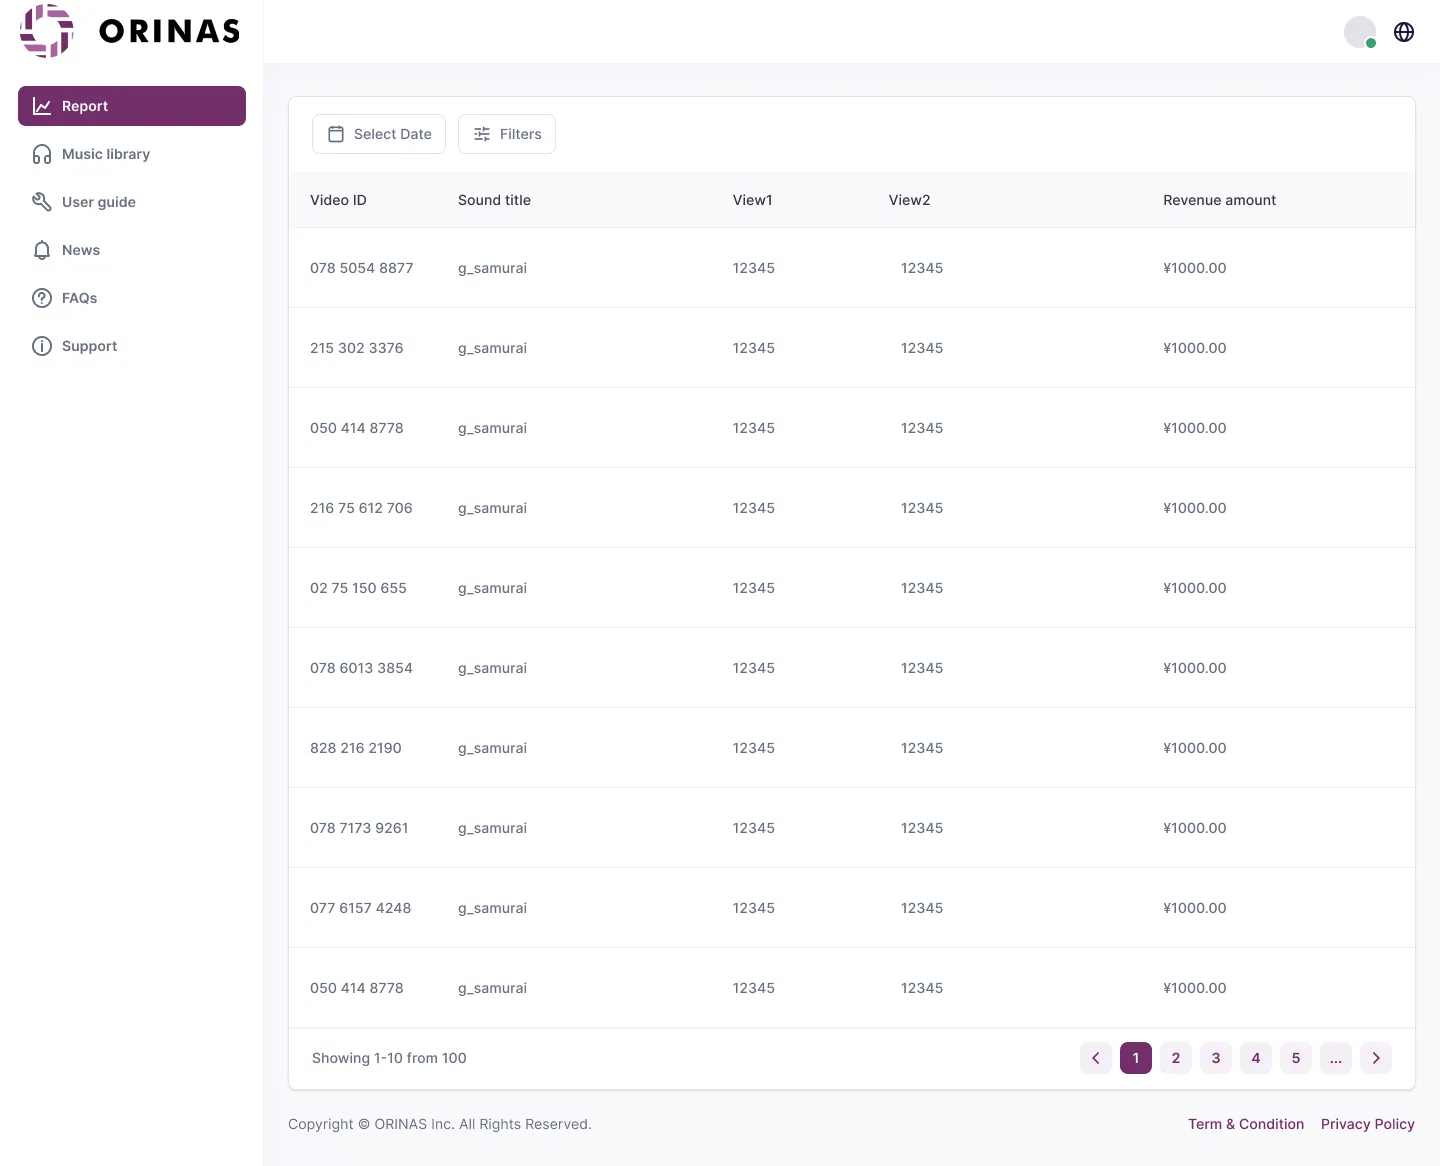 ORINAS
Report
Music library
User guide
News
FAQs
Support
Select Date Filters
Video ID Sound title View1 View2 Revenue amount
078 5054 8877 g_samurai 12345 12345 ¥1000.00
215 302 3376 g_samurai 12345 12345 ¥1000.00
050 414 8778 g_samurai 12345 12345 ¥1000.00
216 75 612 706 g_samurai 12345 12345 ¥1000.00
02 75 150 655 g_samurai 12345 12345 ¥1000.00
078 6013 3854 g_samurai 12345 12345 ¥1000.00
828 216 2190 g_samurai 12345 12345 ¥1000.00
078 7173 9261 g_samurai 12345 12345 ¥1000.00
077 6157 4248 g_samurai 12345 12345 ¥1000.00
050 414 8778 g_samurai 12345 12345 ¥1000.00
Showing 1-10 from 100 1 2 3 4 5 ...
Copyright © ORINAS Inc. All Rights Reserved. Term & Condition Privacy Policy